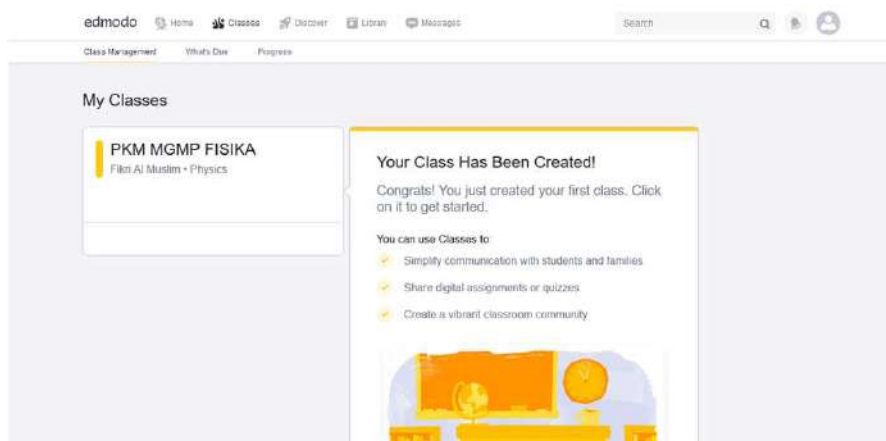 edmodo Home Classes Discover Library Messages Search
Class Management What's Due Progress
My Classes
PKM MGMP FISIKA
Fikri Al Muslim • Physics
Your Class Has Been Created!
Congrats! You just created your first class. Click
on it to get started.
You can use Classes to:
Simplify communication with students and families
Share digital assignments or quizzes
Create a vibrant classroom community